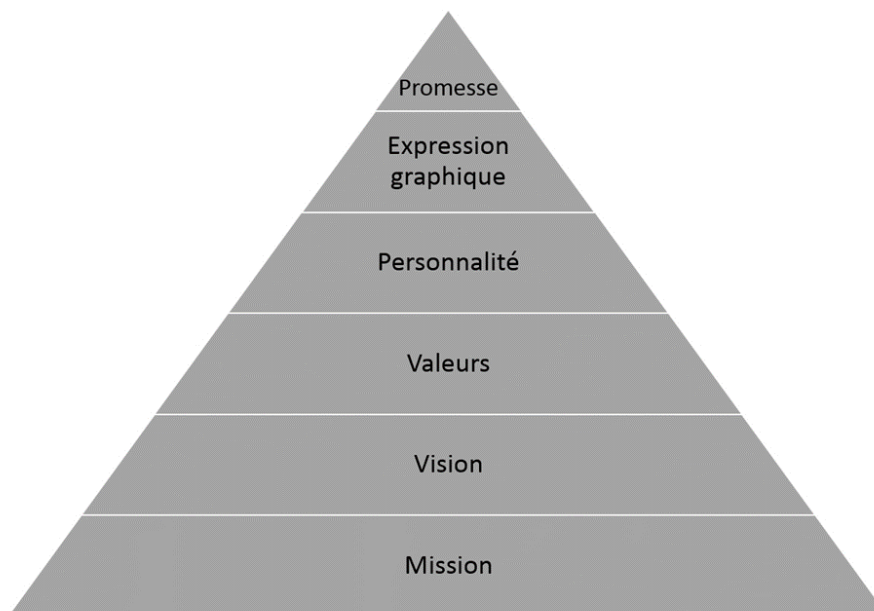 Promesse
Expression
graphique
Personnalité
Valeurs
Vision
Mission